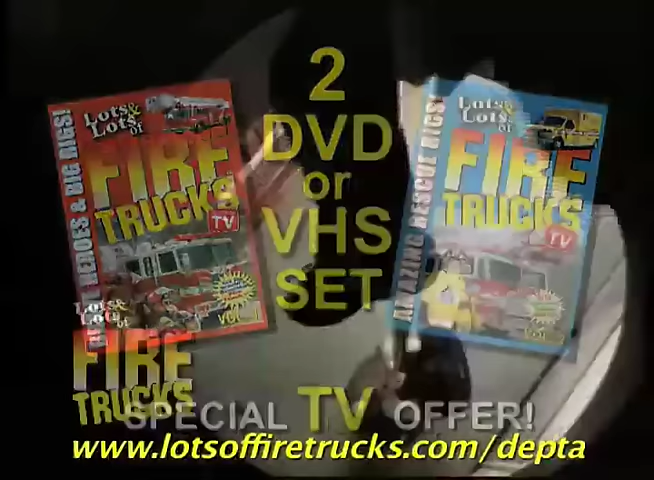 2
DVD
or
VHS
SET
Lots &
Lots of
FIRE
TRUCKS
HEROES & BIG RIGS!
TV
Lots &
Lots of
FIRE
TRUCKS
AMAZING RESCUE RIGS!
TV
Lots &
Lots of
FIRE
TRUCKS
SPECIAL TV OFFER!
www.lotsoffiretrucks.com/depta